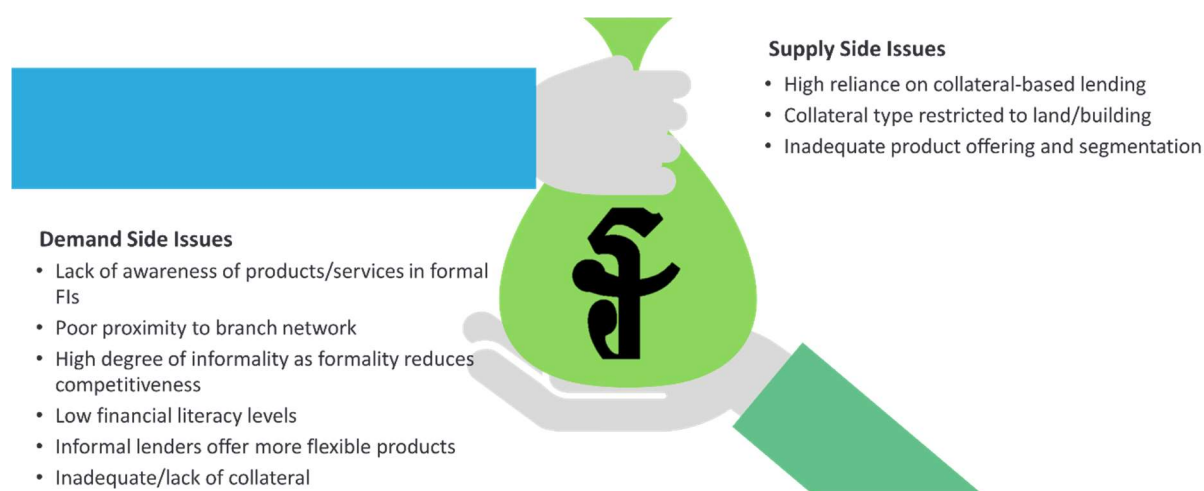 Supply Side Issues
• High reliance on collateral-based lending
• Collateral type restricted to land/building
• Inadequate product offering and segmentation
៛
Demand Side Issues
• Lack of awareness of products/services in formal
FIs
• Poor proximity to branch network
• High degree of informality as formality reduces
competitiveness
• Low financial literacy levels
• Informal lenders offer more flexible products
• Inadequate/lack of collateral